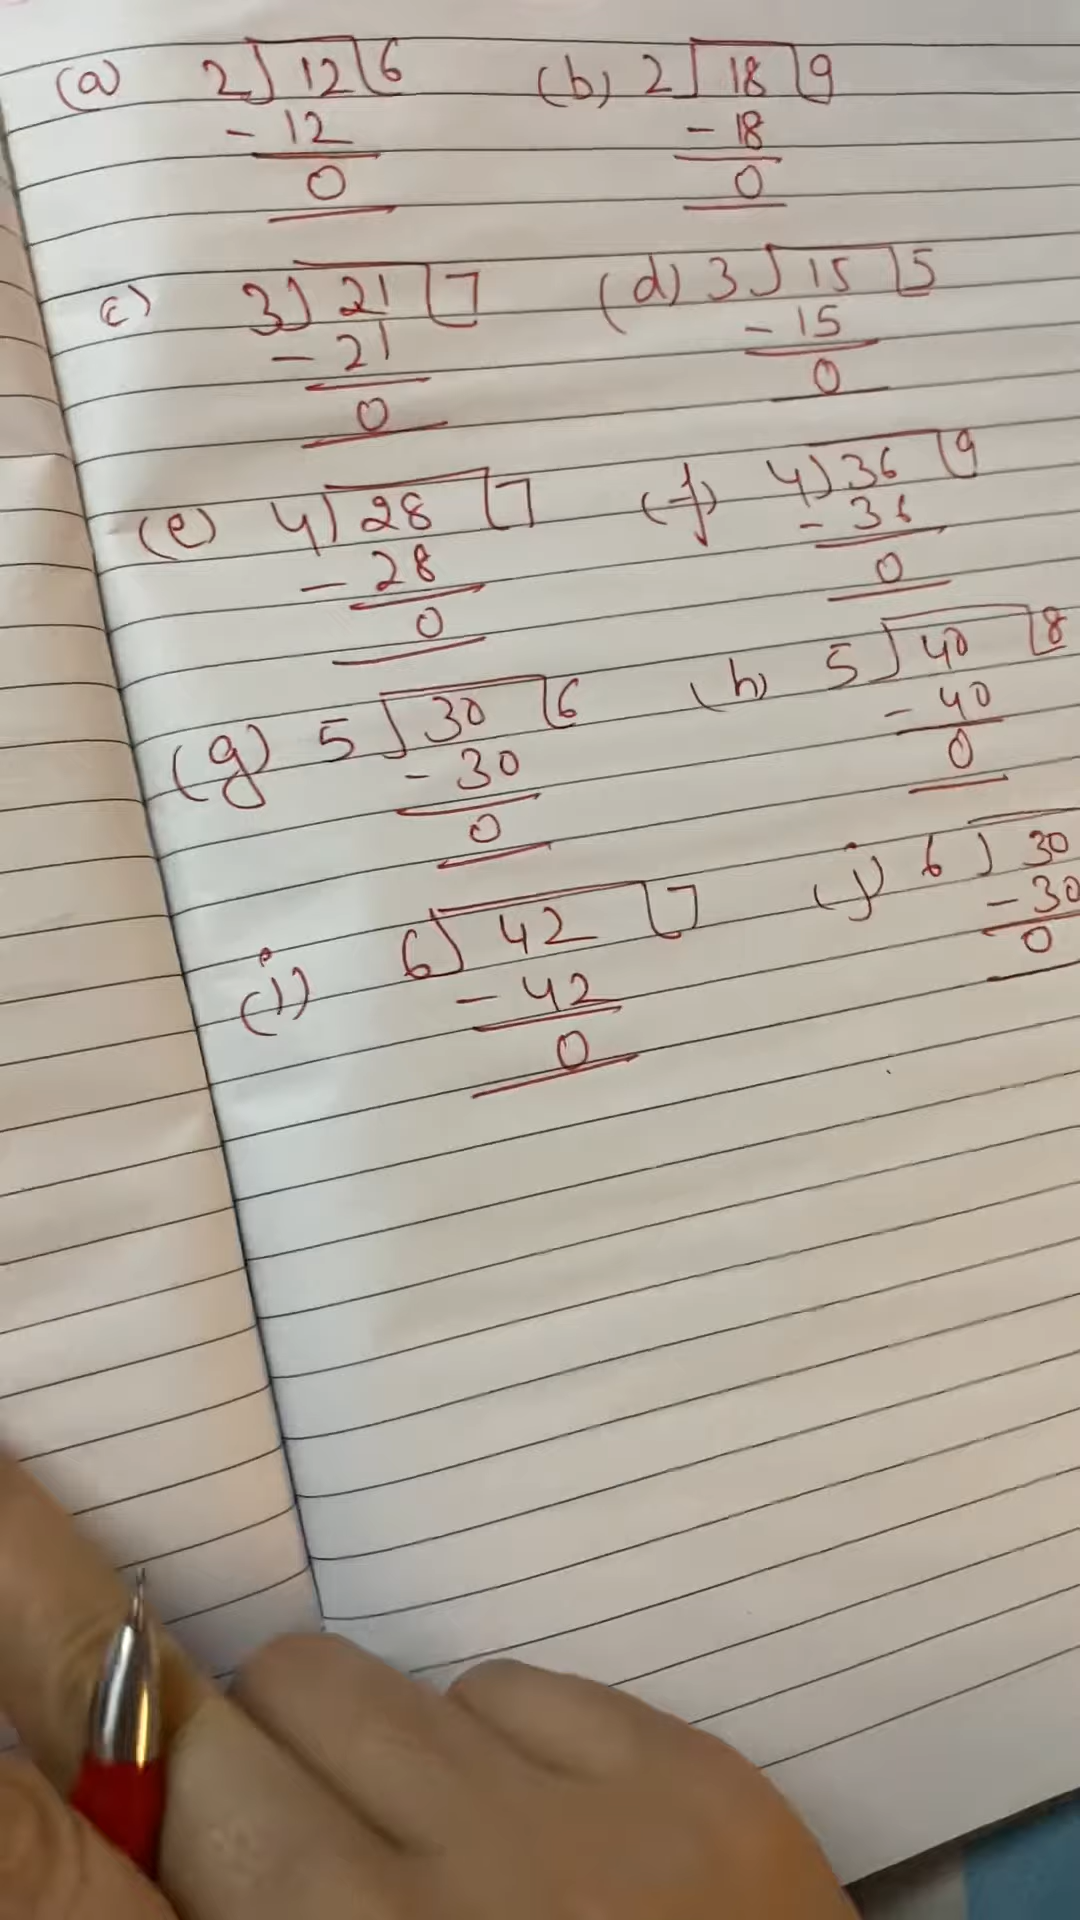 (a) 2)12(6 (b) 2)18(9
- 12 - 18
0 0
c) 3)21(7 (d) 3)15(5
- 21 - 15
0 0
(e) 4)28(7 (f) 4)36(9
- 28 - 36
0 0
(g) 5)30(6 (h) 5)40(8
- 30 - 40
0 0
(i) 6)42(7 (j) 6)30
- 42 - 30
0 0